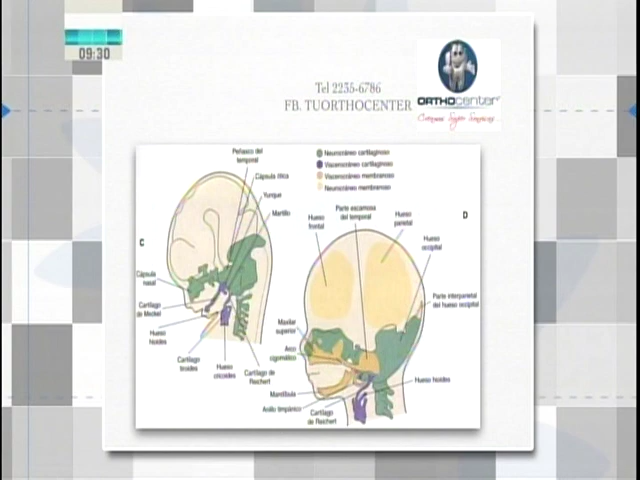 09:30
Tel 2235-6786
FB. TUORTHOCENTER
ORTHOcenter
Peñasco del
temporal
Cápsula ótica
Yunque
Martillo
Neurocráneo cartilaginoso
Viscerocráneo cartilaginoso
Viscerocráneo membranoso
Neurocráneo membranoso
C
Cápsula
nasal
Cartílago
de Meckel
Hueso
hioides
Cartílago
tiroides
Hueso
cricoides
Cartílago de
Reichert
D
Parte escamosa
del temporal
Hueso
frontal
Hueso
parietal
Hueso
occipital
Parte interparietal
del hueso occipital
Maxilar
superior
Arco
cigomático
Mandíbula
Anillo timpánico
Cartílago
de Reichert
Hueso hioides